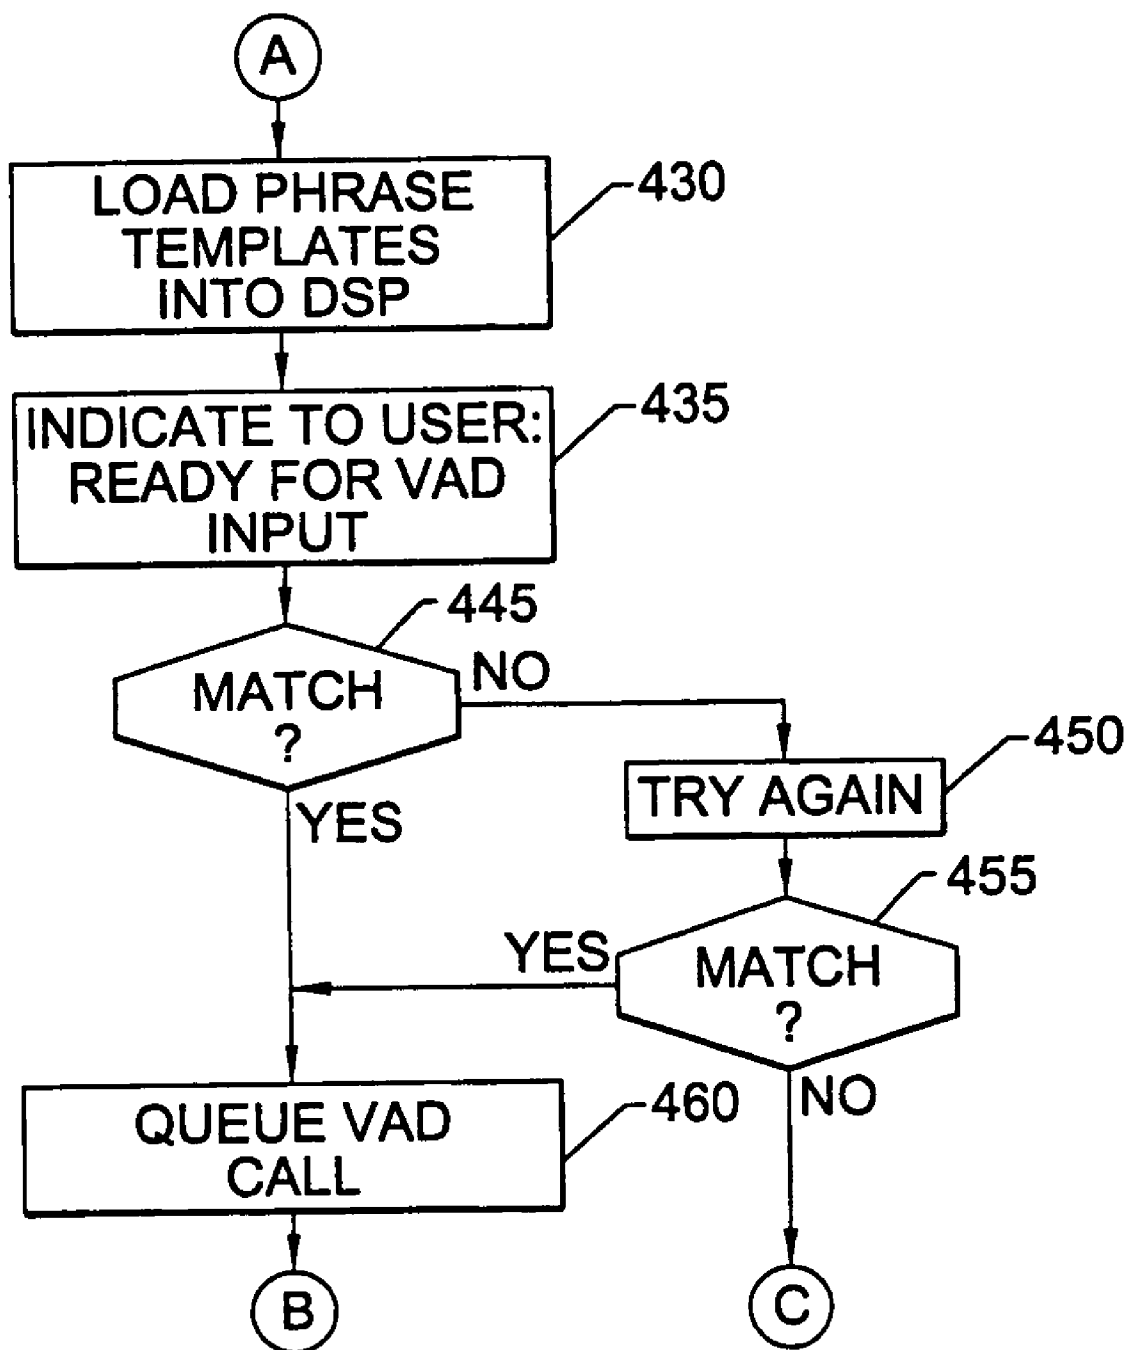 A
LOAD PHRASE
TEMPLATES
INTO DSP
430
INDICATE TO USER:
READY FOR VAD
INPUT
435
445
MATCH
?
NO
YES
450
TRY AGAIN
455
YES
MATCH
?
NO
QUEUE VAD
CALL
460
B
C